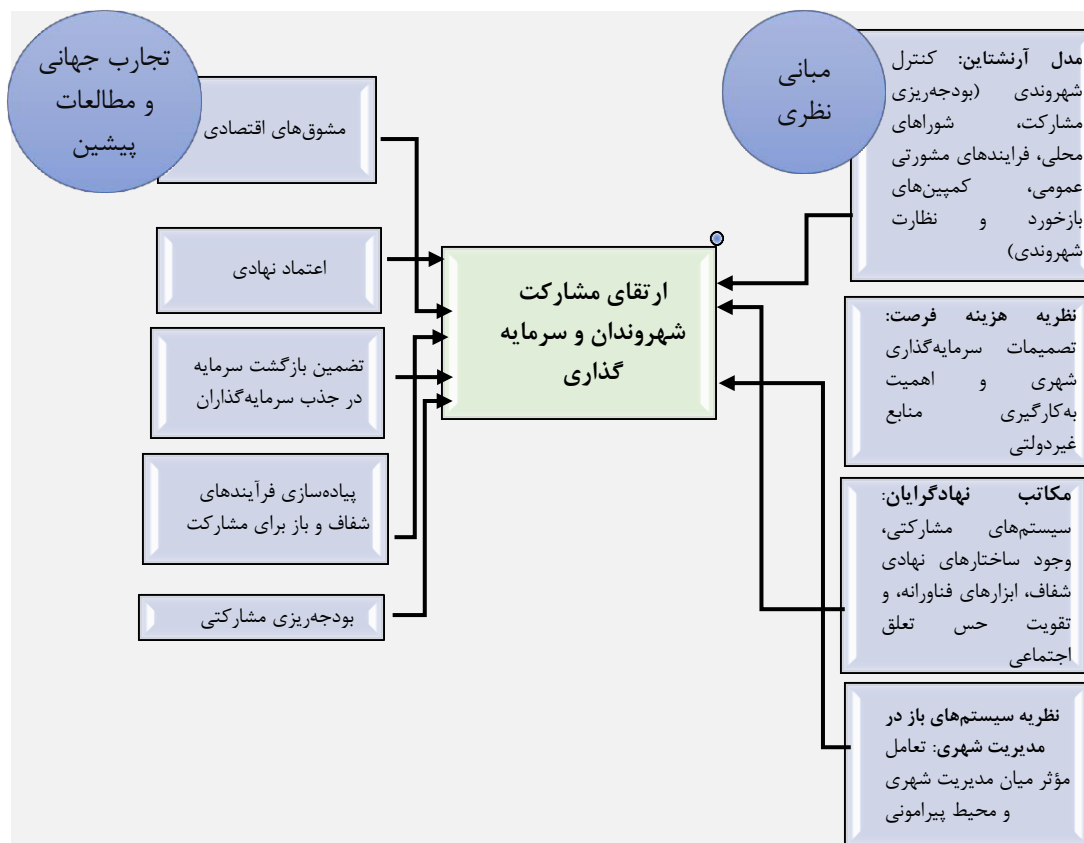 مبانی
نظری
مدل آرنشتاین: کنترل
شهروندی (بودجه‌ریزی
مشارکت، شوراهای
محلی، فرایندهای مشورتی
عمومی، کمپین‌های
بازخورد و نظارت
شهروندی)
نظریه هزینه فرصت:
تصمیمات سرمایه‌گذاری
شهری و اهمیت
به‌کارگیری منابع
غیردولتی
مکاتب نهادگرایان:
سیستم‌های مشارکتی،
وجود ساختارهای نهادی
شفاف، ابزارهای فناورانه، و
تقویت حس تعلق
اجتماعی
نظریه سیستم‌های باز در
مدیریت شهری: تعامل
مؤثر میان مدیریت شهری
و محیط پیرامونی
ارتقای مشارکت
شهروندان و سرمایه
گذاری
تجارب جهانی
و مطالعات
پیشین
مشوق‌های اقتصادی
اعتماد نهادی
تضمین بازگشت سرمایه
در جذب سرمایه‌گذاران
پیاده‌سازی فرآیندهای
شفاف و باز برای مشارکت
بودجه‌ریزی مشارکتی